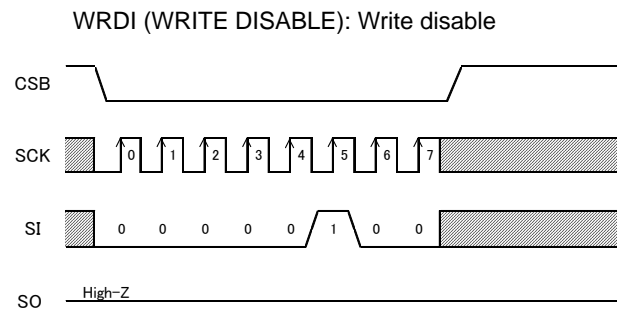 WRDI (WRITE DISABLE): Write disable
CSB
SCK 0 1 2 3 4 5 6 7
SI 0 0 0 0 0 1 0 0
SO High-Z